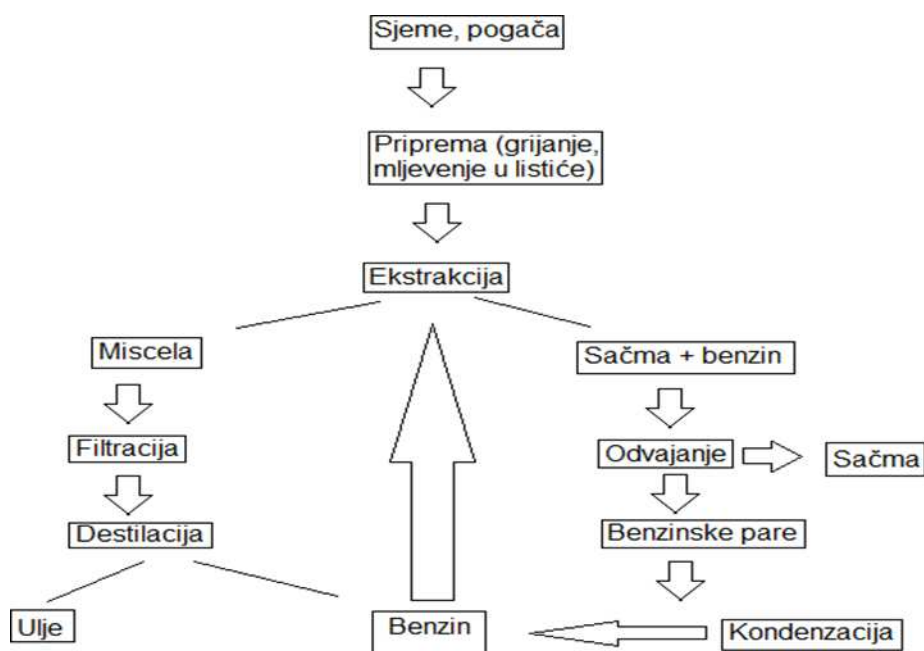 Sjeme, pogača
Priprema (grijanje,
mljevenje u listiće)
Ekstrakcija
Miscela
Sačma + benzin
Filtracija
Odvajanje
Sačma
Destilacija
Benzinske pare
Ulje
Benzin
Kondenzacija